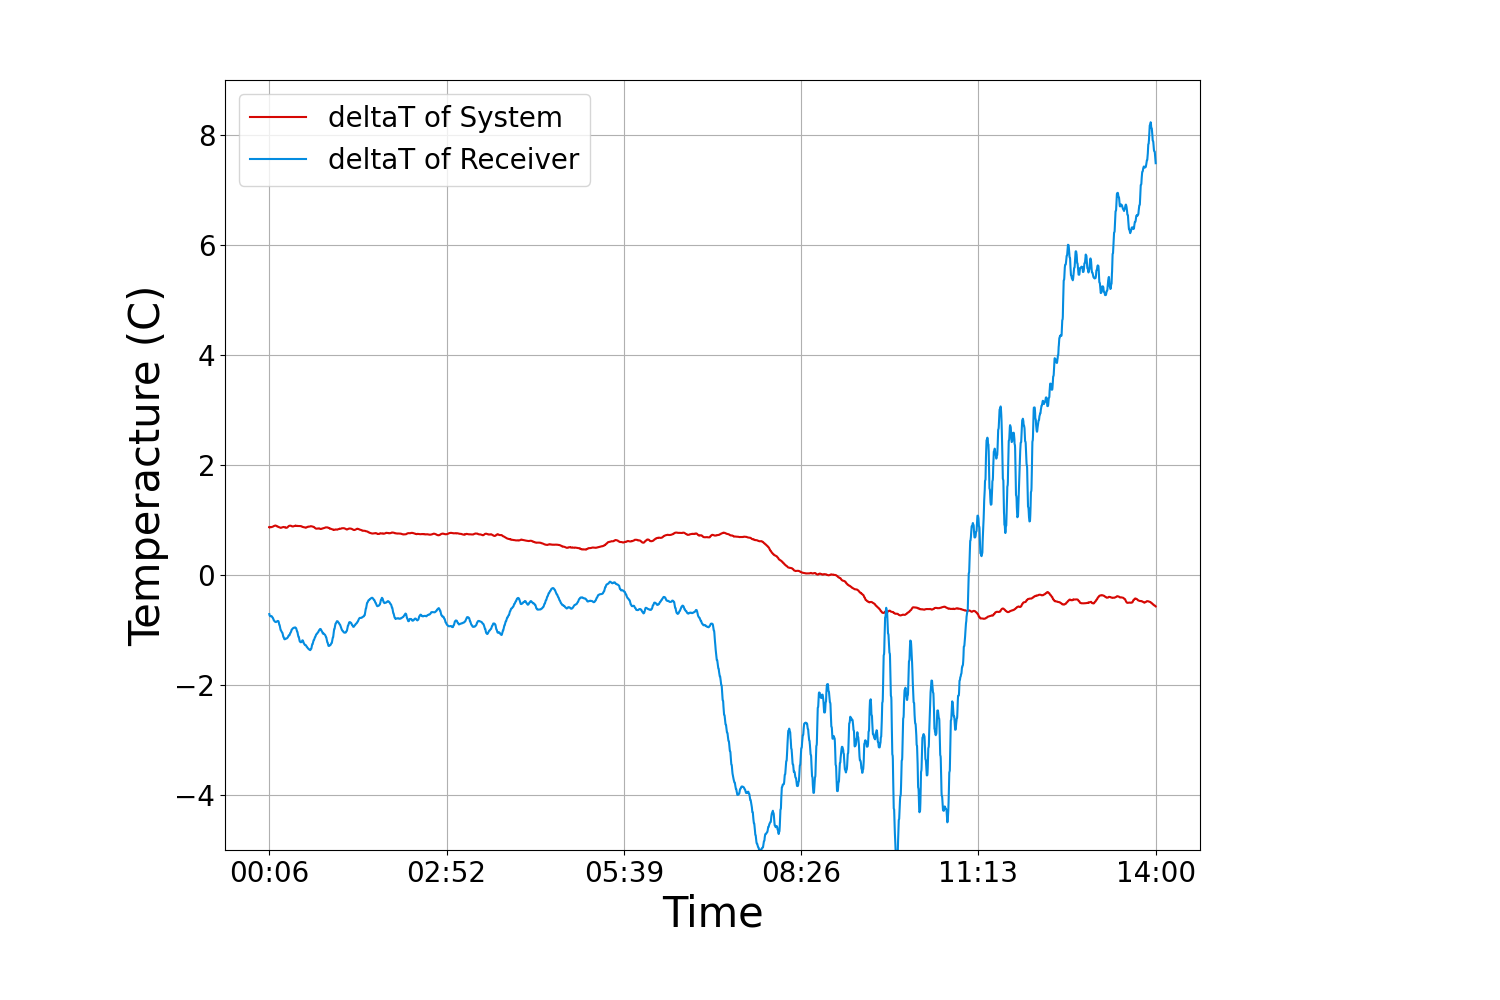 deltaT of System
deltaT of Receiver
8
6
4
2
0
−2
−4
Temperacture (C)
00:06 02:52 05:39 08:26 11:13 14:00
Time